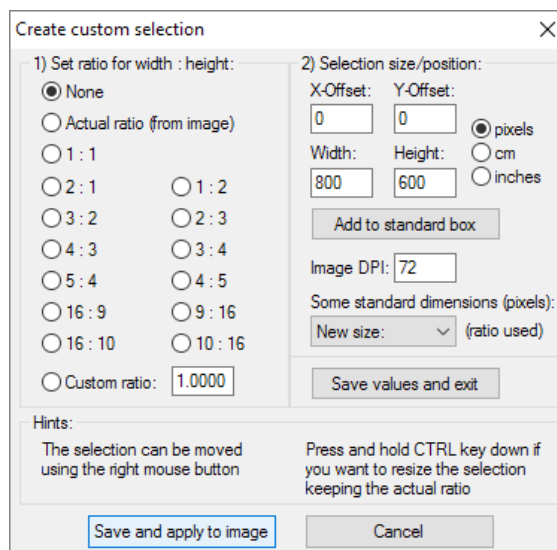 Create custom selection
1) Set ratio for width : height:
None
Actual ratio (from image)
1 : 1
2 : 1
1 : 2
3 : 2
2 : 3
4 : 3
3 : 4
5 : 4
4 : 5
16 : 9
9 : 16
16 : 10
10 : 16
Custom ratio: 1.0000
2) Selection size/position:
X-Offset: Y-Offset:
0 0
Width: Height:
800 600
pixels
cm
inches
Add to standard box
Image DPI: 72
Some standard dimensions (pixels):
New size: (ratio used)
Save values and exit
Hints:
The selection can be moved
using the right mouse button
Press and hold CTRL key down if
you want to resize the selection
keeping the actual ratio
Save and apply to image
Cancel